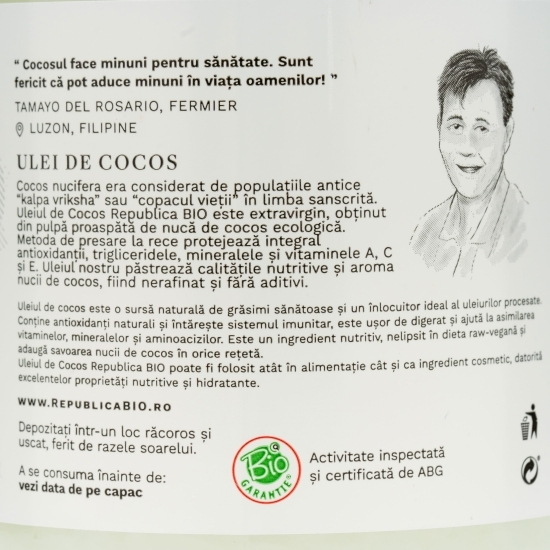 “ Cocosul face minuni pentru sănătate. Sunt
fericit că pot aduce minuni în viața oamenilor! ”
TAMAYO DEL ROSARIO, FERMIER
LUZON, FILIPINE
ULEI DE COCOS
Cocos nucifera era considerat de populațiile antice
“kalpa vriksha” sau “copacul vieții” în limba sanscrită.
Uleiul de Cocos Republica BIO este extravirgin, obținut
din pulpă proaspătă de nucă de cocos ecologică.
Metoda de presare la rece protejează integral
antioxidanții, trigliceridele, mineralele și vitaminele A, C
și E. Uleiul nostru păstrează calitățile nutritive și aroma
nucii de cocos, fiind nerafinat și fără aditivi.
Uleiul de cocos este o sursă naturală de grăsimi sănătoase și un înlocuitor ideal al uleiurilor procesate.
Conține antioxidanți naturali și întărește sistemul imunitar, este ușor de digerat și ajută la asimilarea
vitaminelor, mineralelor și aminoacizilor. Este un ingredient nutritiv, nelipsit în dieta raw-vegană și
adaugă savoarea nucii de cocos în orice rețetă.
Uleiul de Cocos Republica BIO poate fi folosit atât în alimentație cât și ca ingredient cosmetic, datorită
excelentelor proprietăți nutritive și hidratante.
WWW.REPUBLICABIO.RO
Depozitați într-un loc răcoros și
uscat, ferit de razele soarelui.
A se consuma înainte de:
vezi data de pe capac
Bio
GARANTIE®
Activitate inspectată
și certificată de ABG